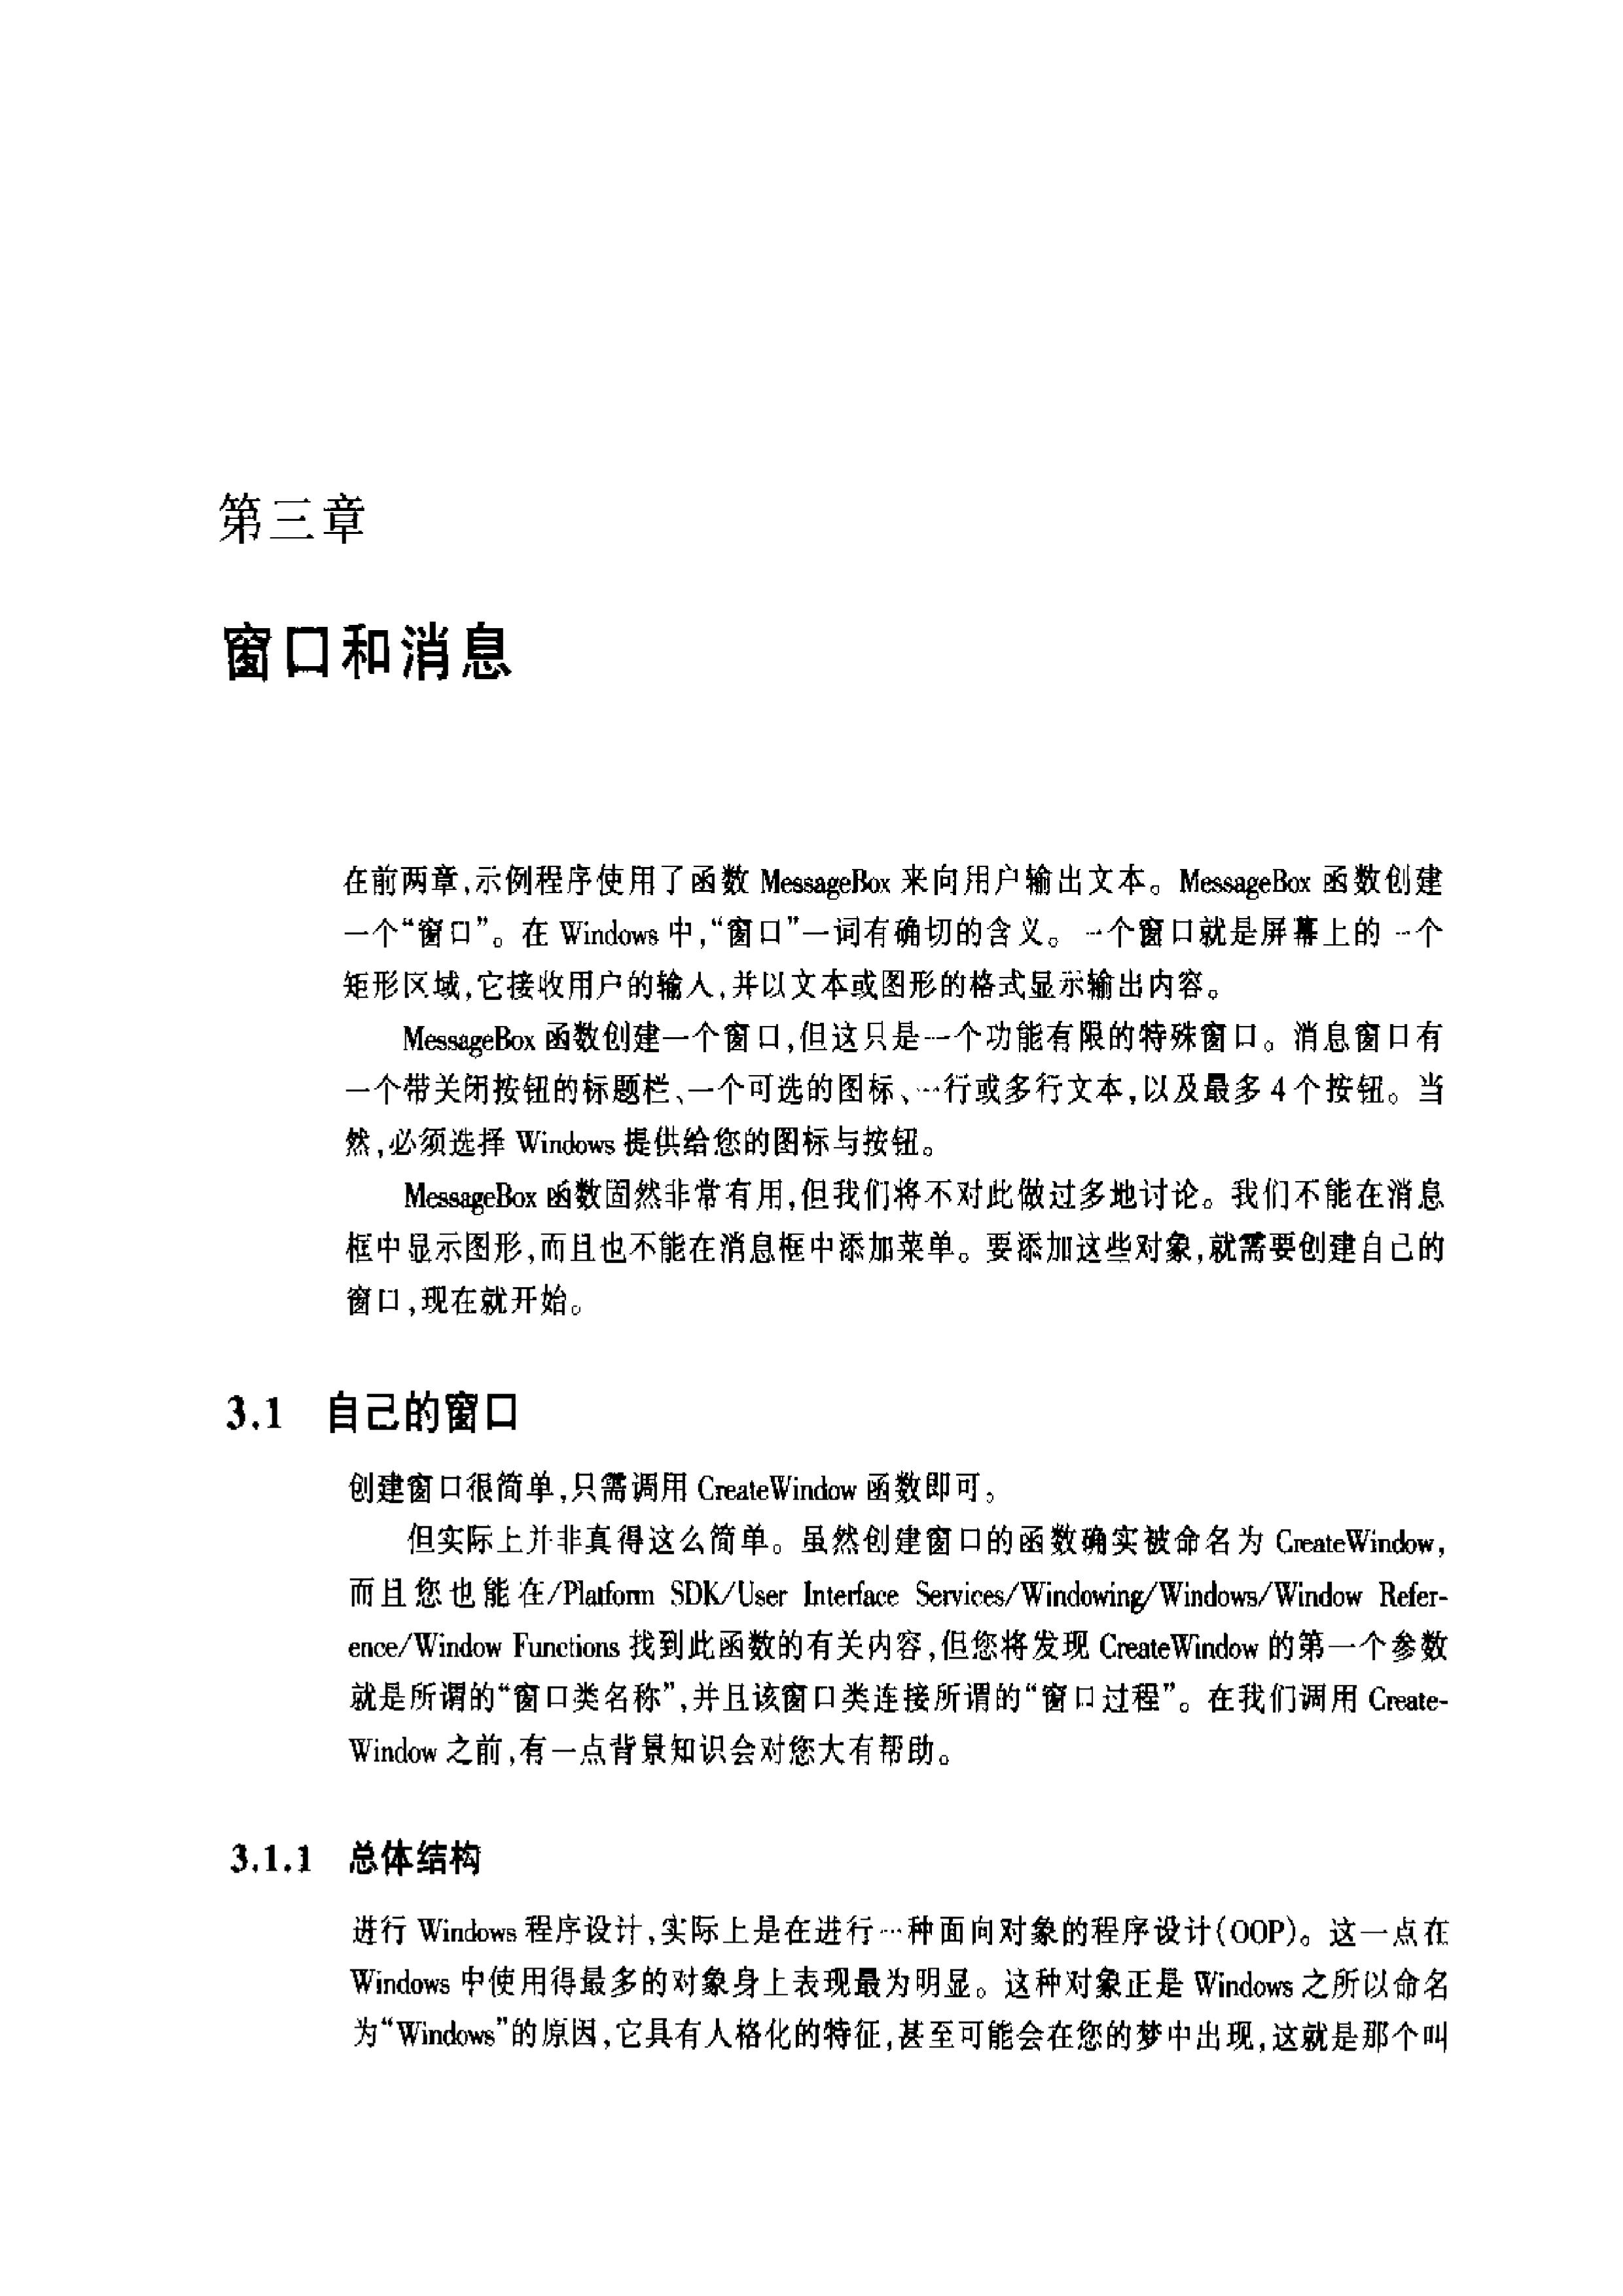 第三章
窗口和消息
在前两章,示例程序使用了函数 MessageBox 来向用户输出文本。MessageBox 函数创建
一个“窗口”。在 Windows 中,“窗口”一词有确切的含义。一个窗口就是屏幕上的一个
矩形区域,它接收用户的输入,并以文本或图形的格式显示输出内容。
MessageBox 函数创建一个窗口,但这只是一个功能有限的特殊窗口。消息窗口有
一个带关闭按钮的标题栏、一个可选的图标、一行或多行文本,以及最多 4 个按钮。当
然,必须选择 Windows 提供给您的图标与按钮。
MessageBox 函数固然非常有用,但我们将不对此做过多地讨论。我们不能在消息
框中显示图形,而且也不能在消息框中添加菜单。要添加这些对象,就需要创建自己的
窗口,现在就开始。
3.1 自己的窗口
创建窗口很简单,只需调用 CreateWindow 函数即可。
但实际上并非真得这么简单。虽然创建窗口的函数确实被命名为 CreateWindow,
而且您也能在/Platform SDK/User Interface Services/Windowing/Windows/Window Refer-
ence/Window Functions 找到此函数的有关内容,但您将发现 CreateWindow 的第一个参数
就是所谓的“窗口类名称”,并且该窗口类连接所谓的“窗口过程”。在我们调用 Create-
Window 之前,有一点背景知识会对您大有帮助。
3.1.1 总体结构
进行 Windows 程序设计,实际上是在进行一种面向对象的程序设计(OOP)。这一点在
Windows 中使用得最多的对象身上表现最为明显。这种对象正是 Windows 之所以命名
为“Windows”的原因,它具有人格化的特征,甚至可能会在您的梦中出现,这就是那个叫